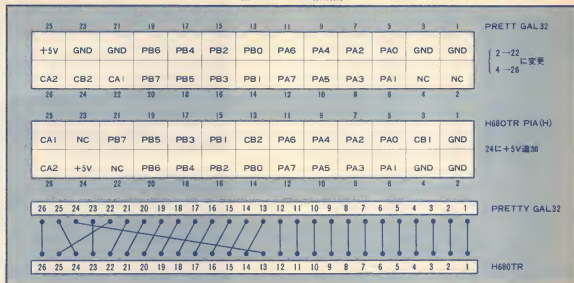 25 23 21 19 17 15 13 11 9 7 5 3 1 PRETT GAL32
+5V GND GND PB6 PB4 PB2 PB0 PA6 PA4 PA2 PA0 GND GND
CA2 CB2 CA1 PB7 PB5 PB3 PB1 PA7 PA5 PA3 PA1 NC NC
2→22
4→26
に変更
26 24 22 20 18 16 14 12 10 8 6 4 2
25 23 21 19 17 15 13 11 9 7 5 3 1
CA1 NC PB7 PB5 PB3 PB1 CB2 PA6 PA4 PA2 PA0 CB1 GND
CA2 +5V NC PB6 PB4 PB2 PB0 PA7 PA5 PA3 PA1 GND GND
H680TR PIA(H)
24に+5V追加
26 24 22 20 18 16 14 12 10 8 6 4 2
26 25 24 23 22 21 20 19 18 17 16 15 14 13 12 11 10 9 8 7 6 5 4 3 2 1 PRETTY GAL32
26 25 24 23 22 21 20 19 18 17 16 15 14 13 12 11 10 9 8 7 6 5 4 3 2 1 H680TR